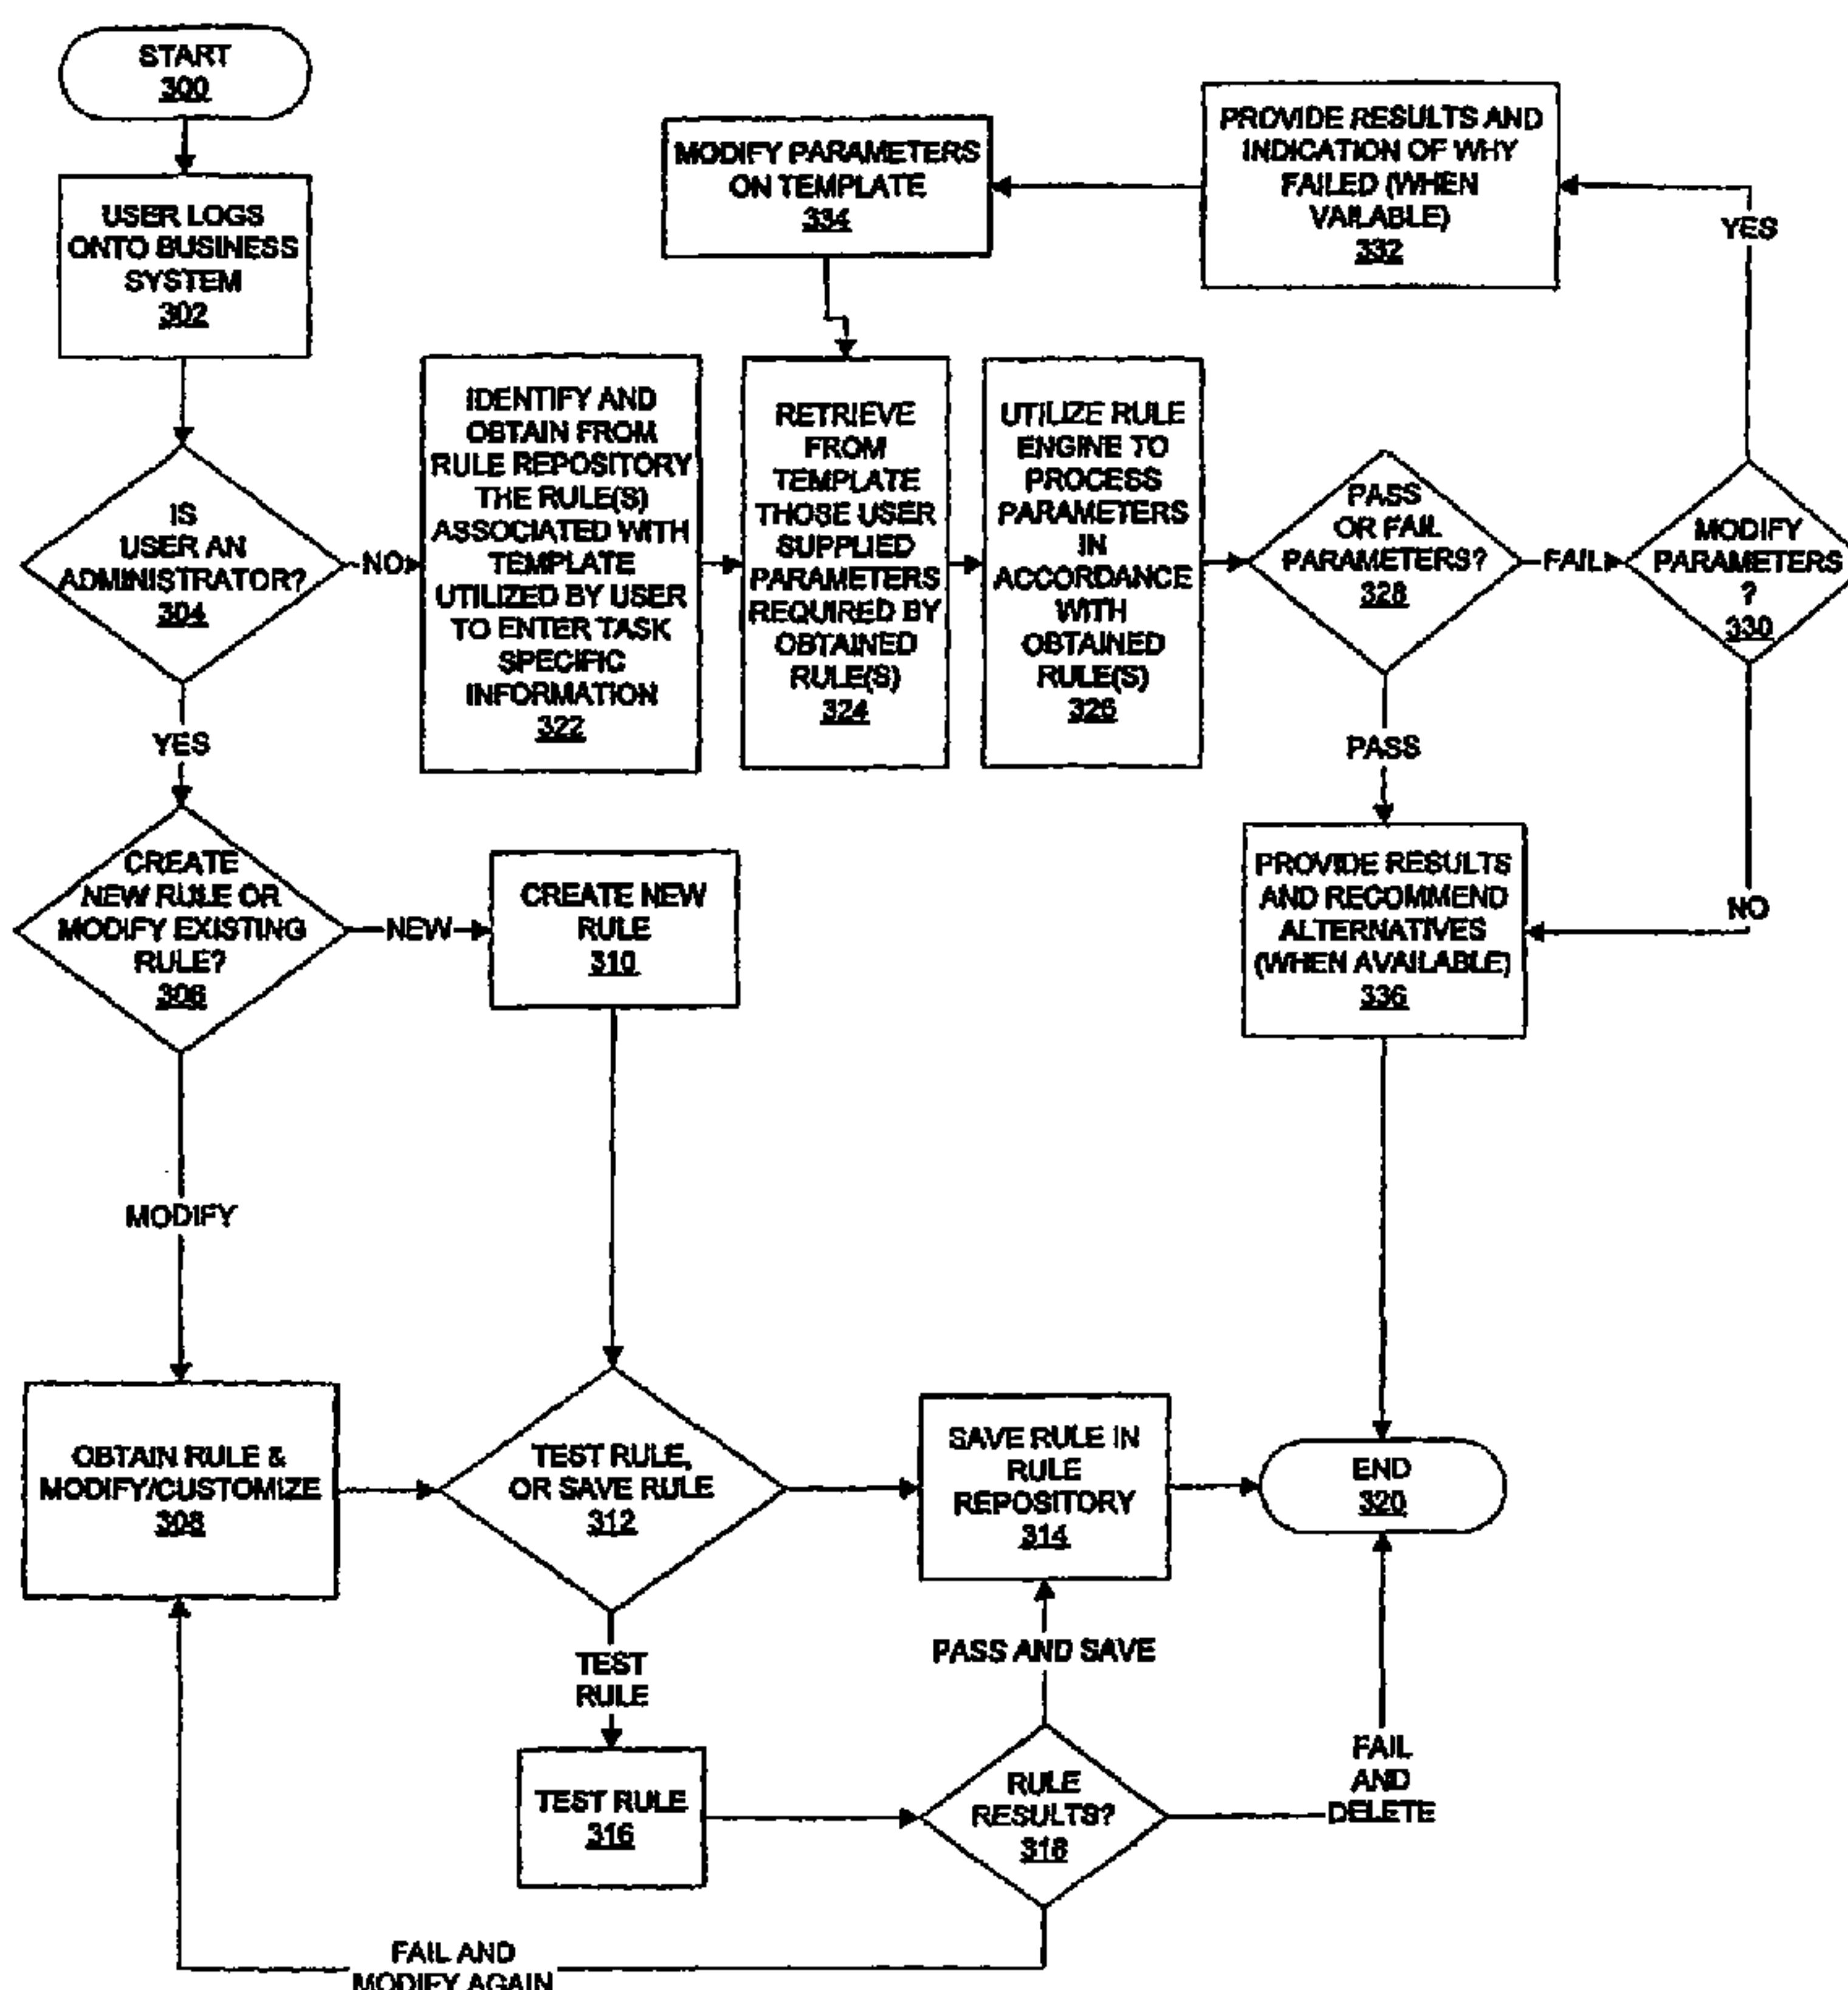 START
300
USER LOGS
ONTO BUSINESS
SYSTEM
302
IS
USER AN
ADMINISTRATOR?
304
NO
YES
IDENTIFY AND
OBTAIN FROM
RULE REPOSITORY
THE RULE(S)
ASSOCIATED WITH
TEMPLATE
UTILIZED BY USER
TO ENTER TASK
SPECIFIC
INFORMATION
322
MODIFY PARAMETERS
ON TEMPLATE
334
PROVIDE RESULTS AND
INDICATION OF WHY
FAILED (WHEN
VAILABLE)
332
YES
RETRIEVE
FROM
TEMPLATE
THOSE USER
SUPPLIED
PARAMETERS
REQUIRED BY
OBTAINED
RULE(S)
324
UTILIZE RULE
ENGINE TO
PROCESS
PARAMETERS
IN
ACCORDANCE
WITH
OBTAINED
RULE(S)
326
PASS
OR FAIL
PARAMETERS?
328
FAIL
MODIFY
PARAMETERS
?
330
PASS
NO
PROVIDE RESULTS
AND RECOMMEND
ALTERNATIVES
(WHEN AVAILABLE)
336
CREATE
NEW RULE OR
MODIFY EXISTING
RULE?
306
NEW
CREATE NEW
RULE
310
MODIFY
OBTAIN RULE &
MODIFY/CUSTOMIZE
308
TEST RULE,
OR SAVE RULE
312
SAVE RULE IN
RULE
REPOSITORY
314
END
320
TEST
RULE
PASS AND SAVE
TEST RULE
316
RULE
RESULTS?
318
FAIL
AND
DELETE
FAIL AND
MODIFY AGAIN